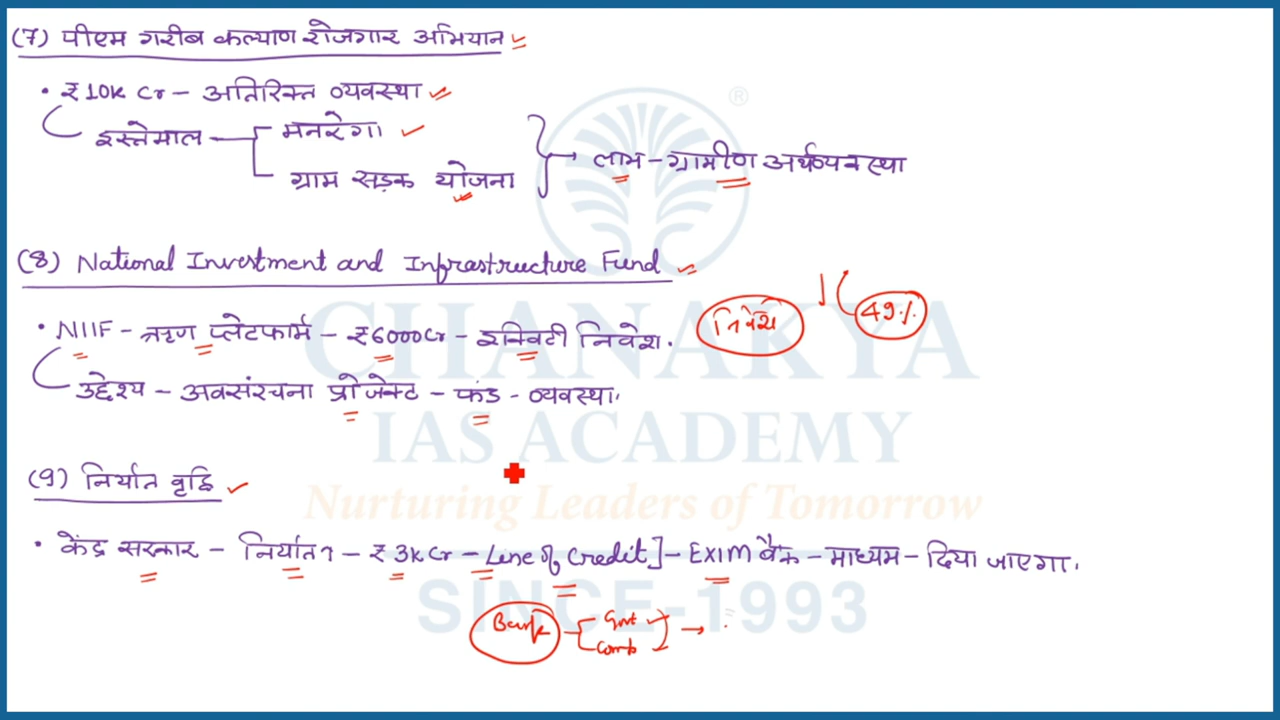 (7) पीएम गरीब कल्याण रोजगार अभियान
• ₹10K Cr – अतिरिक्त व्यवस्था
इस्तेमाल – मनरेगा
ग्राम सड़क योजना
→ लाभ – ग्रामीण अर्थव्यवस्था
(8) National Investment and Infrastructure Fund
• NIIF – ऋण प्लेटफार्म – ₹6000Cr – इक्विटी निवेश.
निवेश
49%
उद्देश्य – अवसंरचना प्रोजेक्ट – फंड - व्यवस्था.
(9) निर्यात वृद्धि
• केंद्र सरकार – निर्यात↑ – ₹3K Cr – Line of Credit] – EXIM बैंक – माध्यम – दिया जाएगा.
Bank – Govt
→
CHANAKYA
IAS ACADEMY
Nurturing Leaders of Tomorrow
SINCE-1993
®